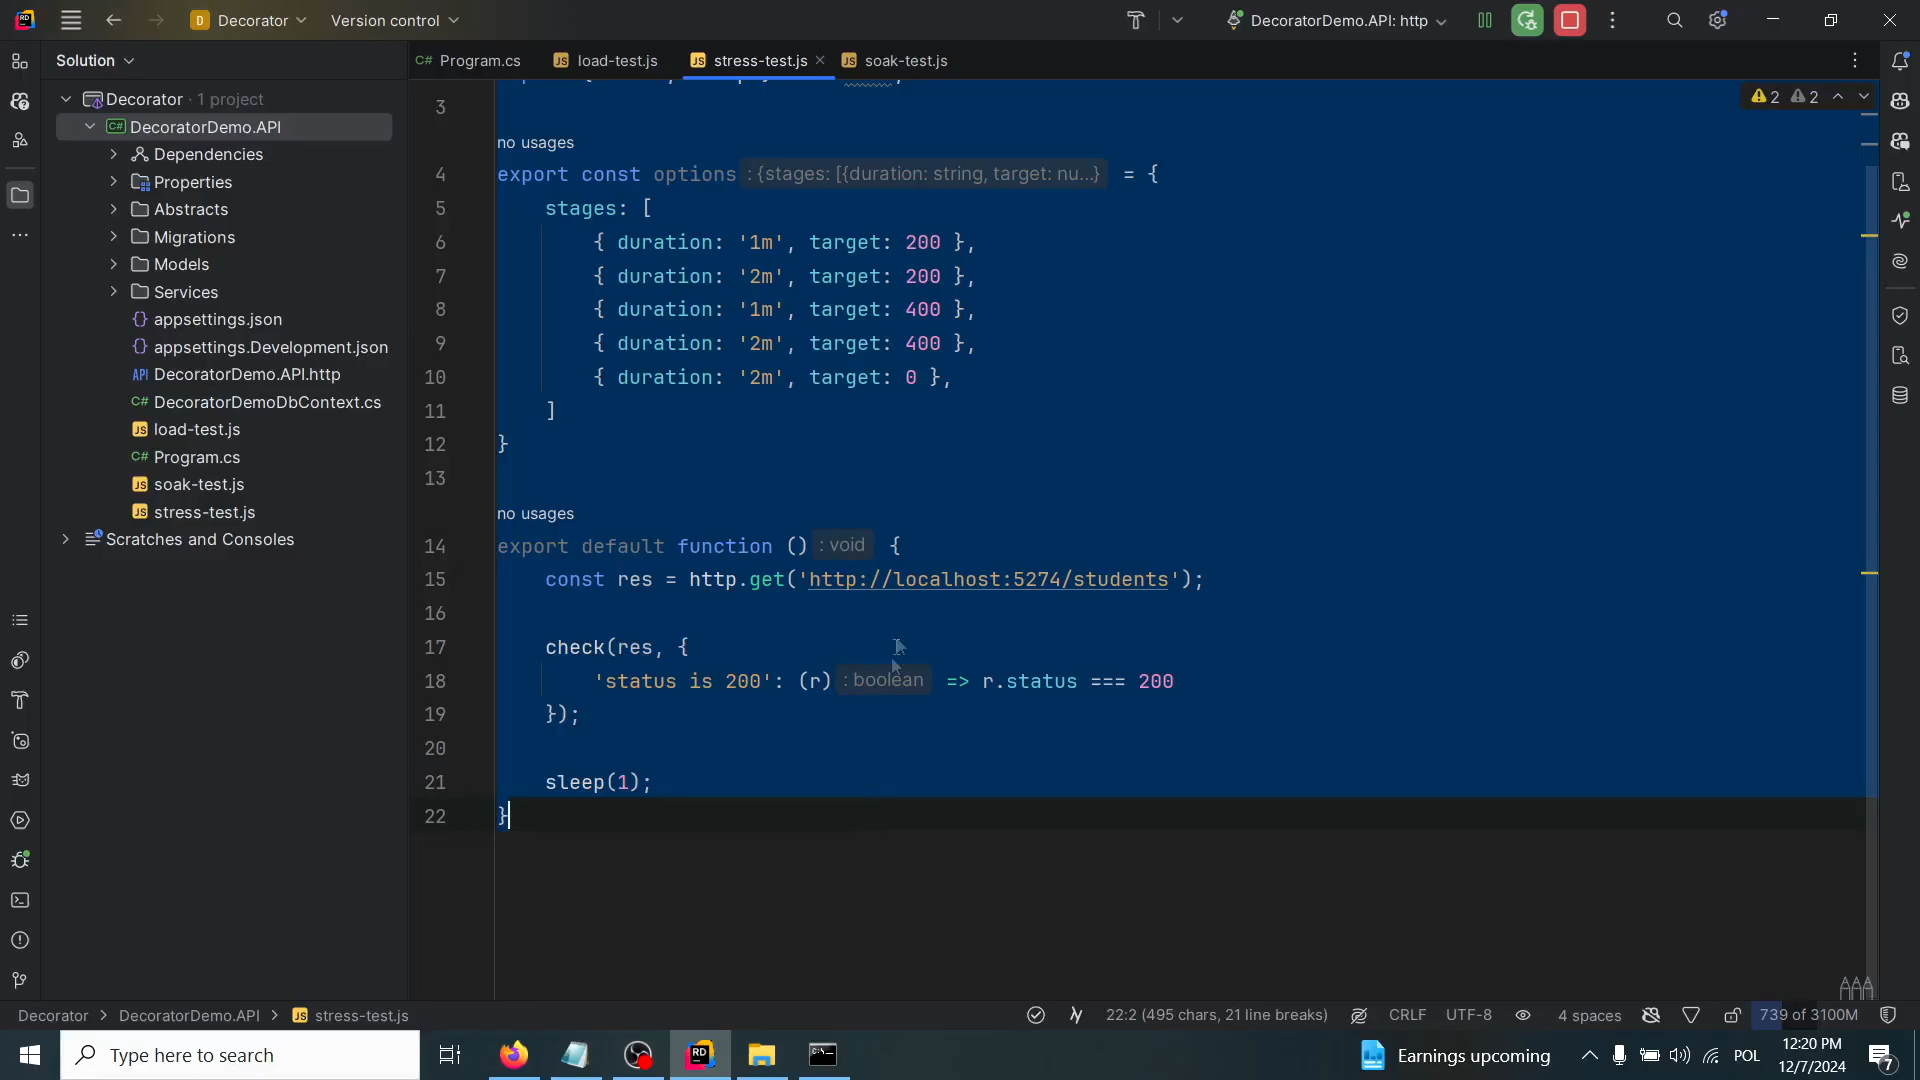 Decorator
Version control
DecoratorDemo.API: http
Solution
Program.cs
load-test.js
stress-test.js
soak-test.js
Decorator · 1 project
DecoratorDemo.API
Dependencies
Properties
Abstracts
Migrations
Models
Services
appsettings.json
appsettings.Development.json
DecoratorDemo.API.http
DecoratorDemoDbContext.cs
load-test.js
Program.cs
soak-test.js
stress-test.js
Scratches and Consoles
2 2
3
no usages
4 export const options : {stages: [{duration: string, target: nu...} = {
5 stages: [
6 { duration: '1m', target: 200 },
7 { duration: '2m', target: 200 },
8 { duration: '1m', target: 400 },
9 { duration: '2m', target: 400 },
10 { duration: '2m', target: 0 },
11 ]
12 }
13
no usages
14 export default function () : void {
15 const res = http.get('http://localhost:5274/students');
16
17 check(res, {
18 'status is 200': (r) : boolean => r.status === 200
19 });
20
21 sleep(1);
22 }
Decorator > DecoratorDemo.API > stress-test.js
22:2 (495 chars, 21 line breaks) CRLF UTF-8 4 spaces 739 of 3100M
Type here to search
Earnings upcoming
POL
12:20 PM
12/7/2024
7